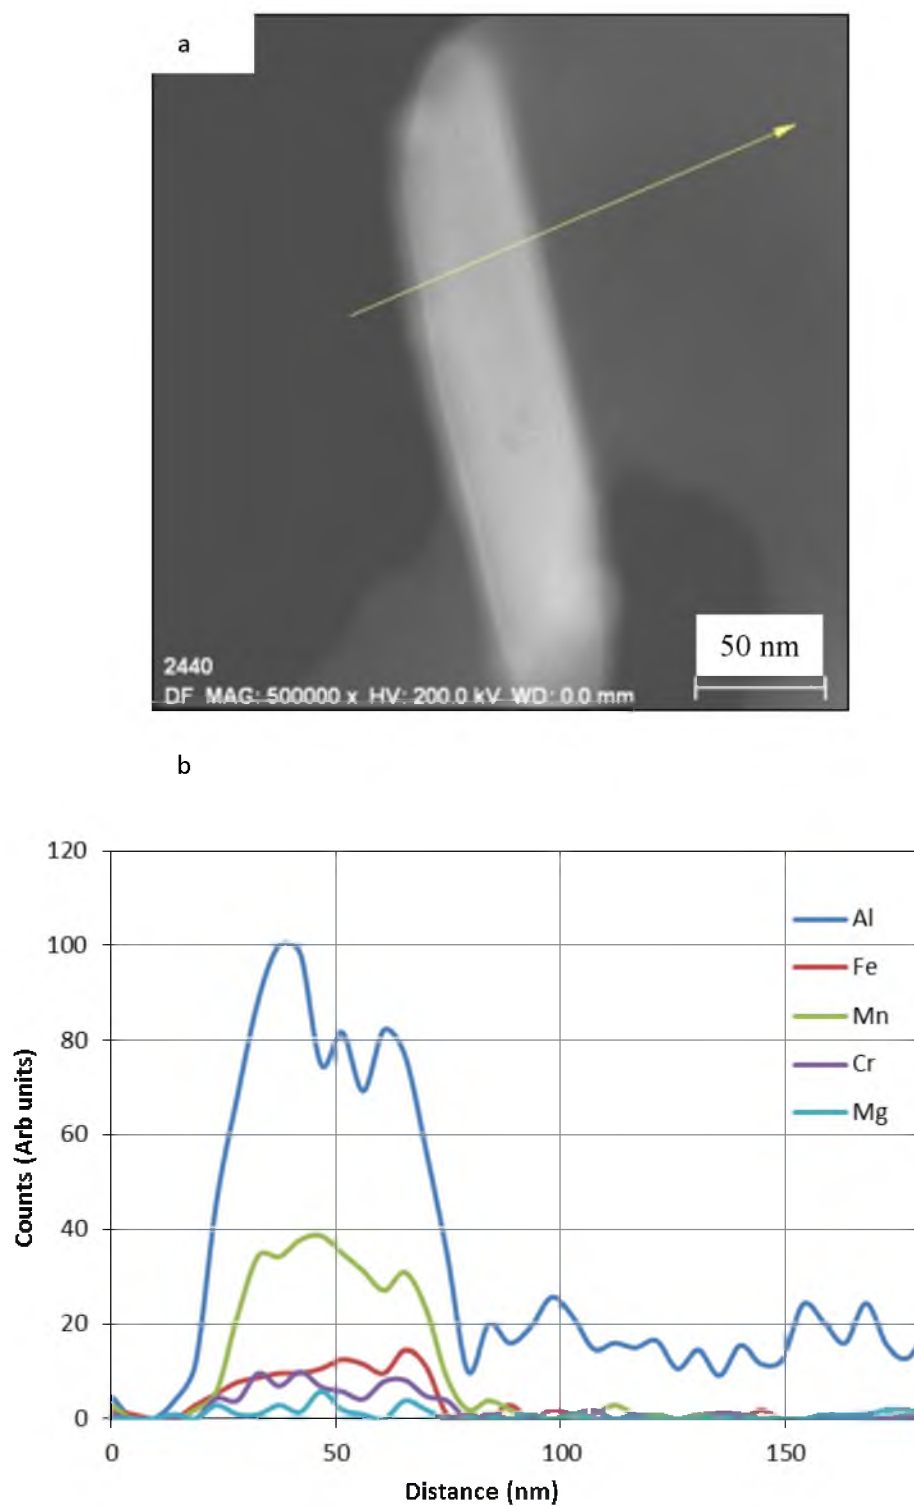 a
50 nm
2440
DF MAG: 500000 x HV: 200.0 kV WD: 0.0 mm
b
120
100
80
60
40
20
0
Counts (Arb units)
Al
Fe
Mn
Cr
Mg
0 50 100 150
Distance (nm)